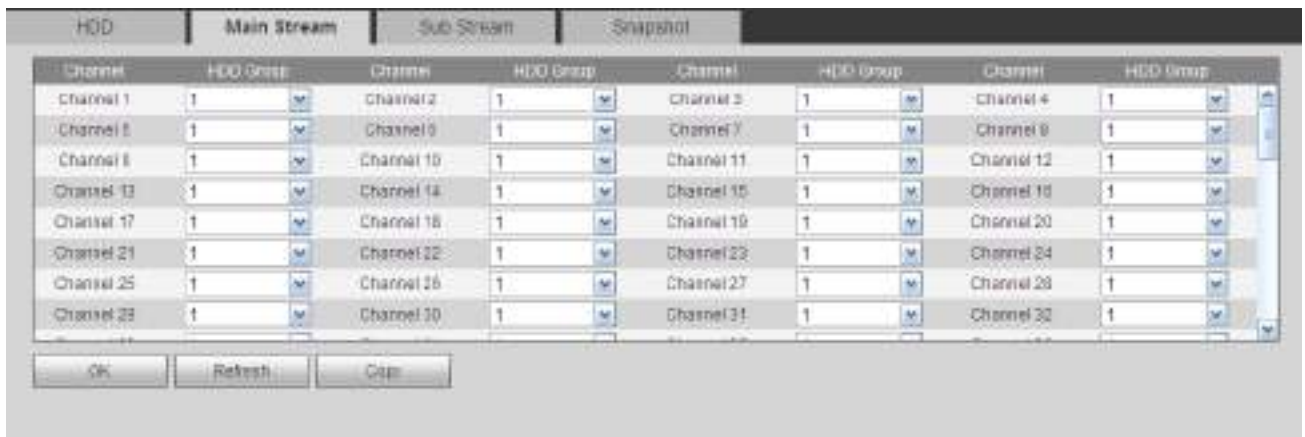 HDD Main Stream Sub Stream Snapshot
Channel HDD Group Channel HDD Group Channel HDD Group Channel HDD Group
Channel 1 1 Channel 2 1 Channel 3 1 Channel 4 1
Channel 5 1 Channel 6 1 Channel 7 1 Channel 8 1
Channel 9 1 Channel 10 1 Channel 11 1 Channel 12 1
Channel 13 1 Channel 14 1 Channel 15 1 Channel 16 1
Channel 17 1 Channel 18 1 Channel 19 1 Channel 20 1
Channel 21 1 Channel 22 1 Channel 23 1 Channel 24 1
Channel 25 1 Channel 26 1 Channel 27 1 Channel 28 1
Channel 29 1 Channel 30 1 Channel 31 1 Channel 32 1
OK Refresh Copy